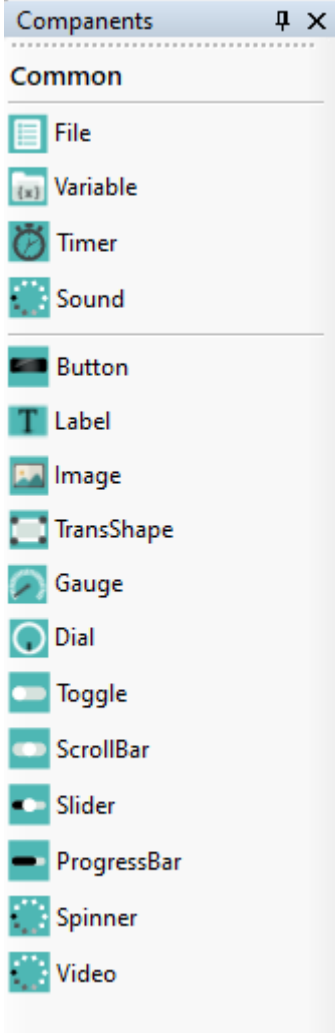 Companents
Common
File
Variable
Timer
Sound
Button
Label
Image
TransShape
Gauge
Dial
Toggle
ScrollBar
Slider
ProgressBar
Spinner
Video